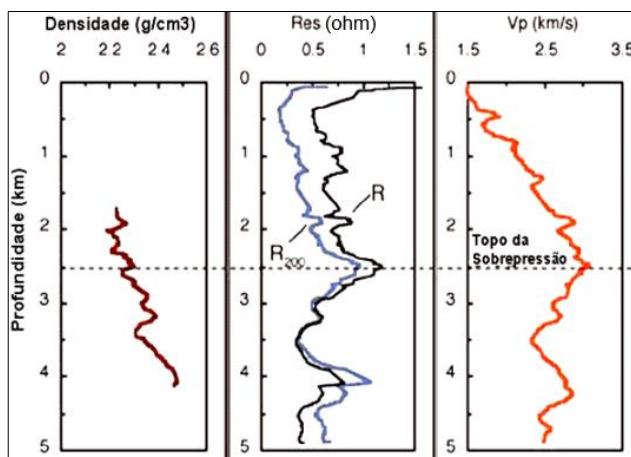 Densidade (g/cm3)
2 2.2 2.4 2 6
Res (ohm)
0 0.5 1 1.5
Vp (km/s)
1.5 2.5 3.5
Profundidade (km)
0
1
2
3
4
5
R
R200
0
1
2
3
4
5
Topo da
Sobrepressão
0
1
2
3
4
5